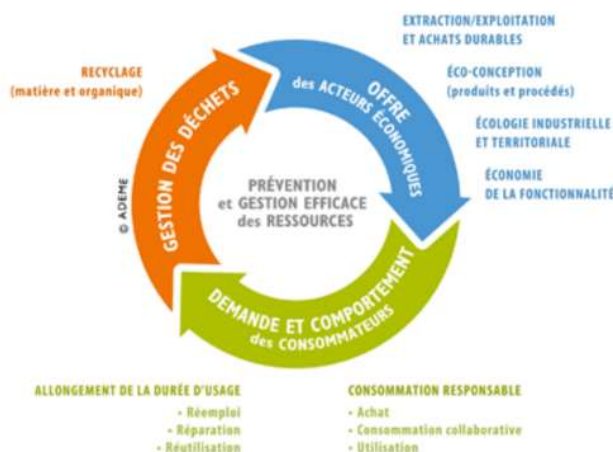 EXTRACTION/EXPLOITATION
ET ACHATS DURABLES
RECYCLAGE
(matière et organique)
ÉCO-CONCEPTION
(produits et procédés)
ÉCOLOGIE INDUSTRIELLE
ET TERRITORIALE
ÉCONOMIE
DE LA FONCTIONNALITÉ
OFFRE
des ACTEURS ÉCONOMIQUES
GESTION DES DÉCHETS
© ADEME
PRÉVENTION
et GESTION EFFICACE
des RESSOURCES
DEMANDE ET COMPORTEMENT
des CONSOMMATEURS
ALLONGEMENT DE LA DURÉE D'USAGE
• Réemploi
• Réparation
• Réutilisation
CONSOMMATION RESPONSABLE
• Achat
• Consommation collaborative
• Utilisation